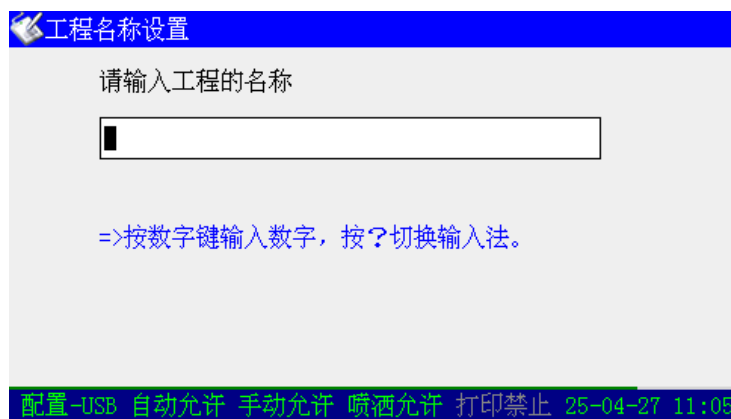 工程名称设置
请输入工程的名称
=>按数字键输入数字，按?切换输入法。
配置-USB 自动允许 手动允许 喷洒允许 打印禁止 25-04-27 11:05